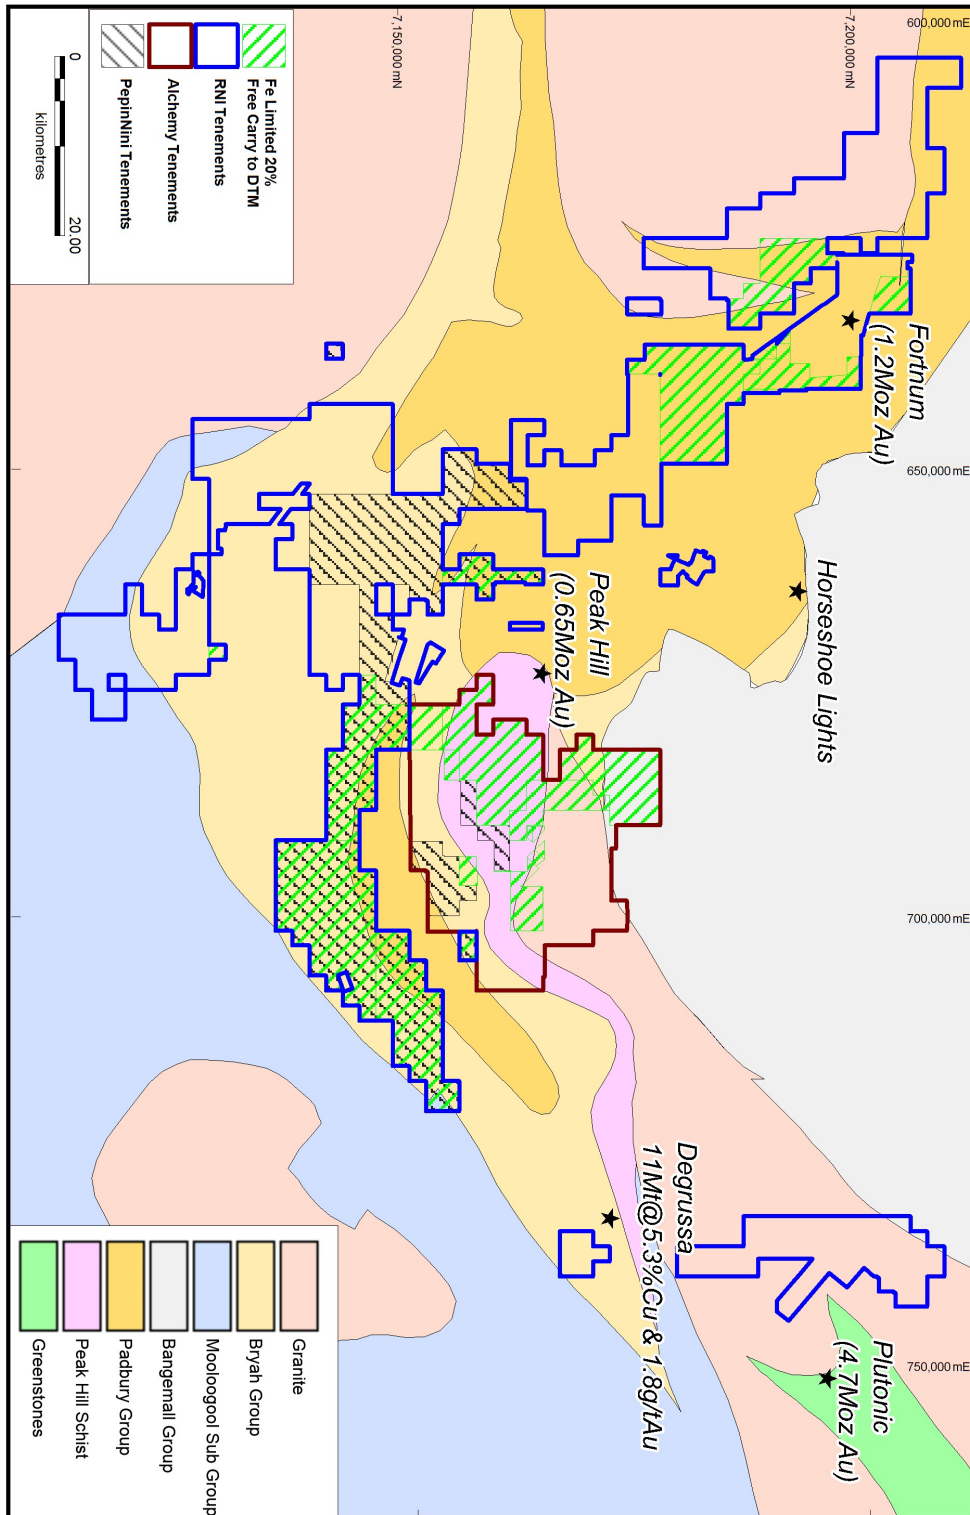 600,000 mE
650,000 mE
700,000 mE
750,000 mE
7,200,000 mN
7,150,000 mN
Fortnum
(1.2Moz Au)
Horseshoe Lights
Peak Hill
(0.65Moz Au)
Degrussa
11Mt@5.3%Cu & 1.8g/tAu
Plutonic
(4.7Moz Au)
Fe Limited 20%
Free Carry to DTM
RNI Tenements
Alchemy Tenements
PepinNini Tenements
0
20.00
kilometres
Granite
Bryah Group
Mooloogool Sub Group
Bangemall Group
Padbury Group
Peak Hill Schist
Greenstones